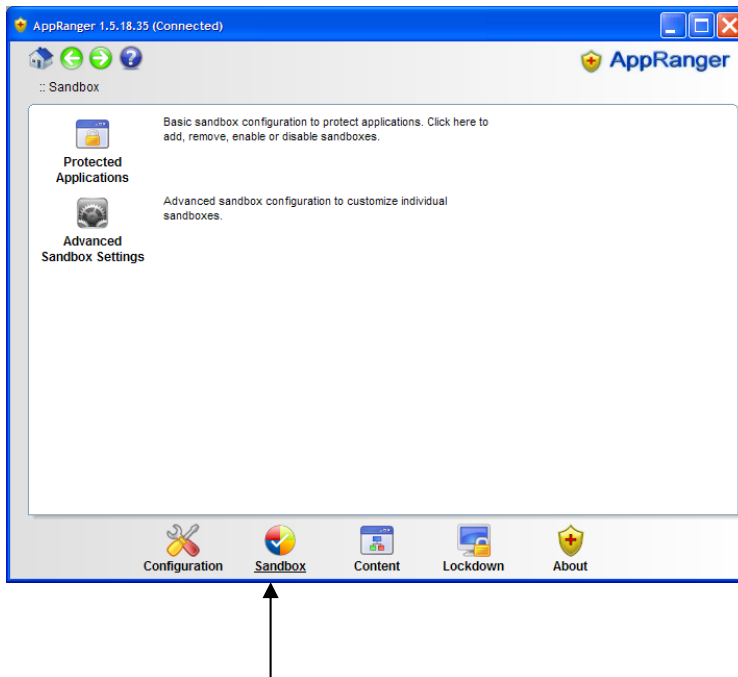 AppRanger 1.5.18.35 (Connected)
AppRanger
:: Sandbox
Basic sandbox configuration to protect applications. Click here to
add, remove, enable or disable sandboxes.
Protected
Applications
Advanced sandbox configuration to customize individual
sandboxes.
Advanced
Sandbox Settings
Configuration
Sandbox
Content
Lockdown
About